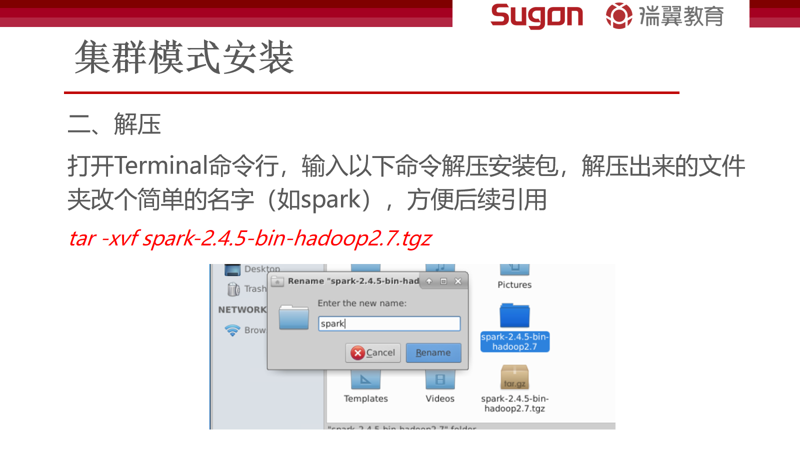 Sugon 瑞翼教育
集群模式安装
二、解压
打开Terminal命令行，输入以下命令解压安装包，解压出来的文件
夹改个简单的名字（如spark），方便后续引用
tar -xvf spark-2.4.5-bin-hadoop2.7.tgz
Desktop
Trash
NETWORK
Brow
Rename "spark-2.4.5-bin-had
Enter the new name:
spark
Cancel
Rename
Pictures
spark-2.4.5-bin-
hadoop2.7
Templates
Videos
tar.gz
spark-2.4.5-bin-
hadoop2.7.tgz
"spark-2.4.5-bin-hadoop2.7" folder